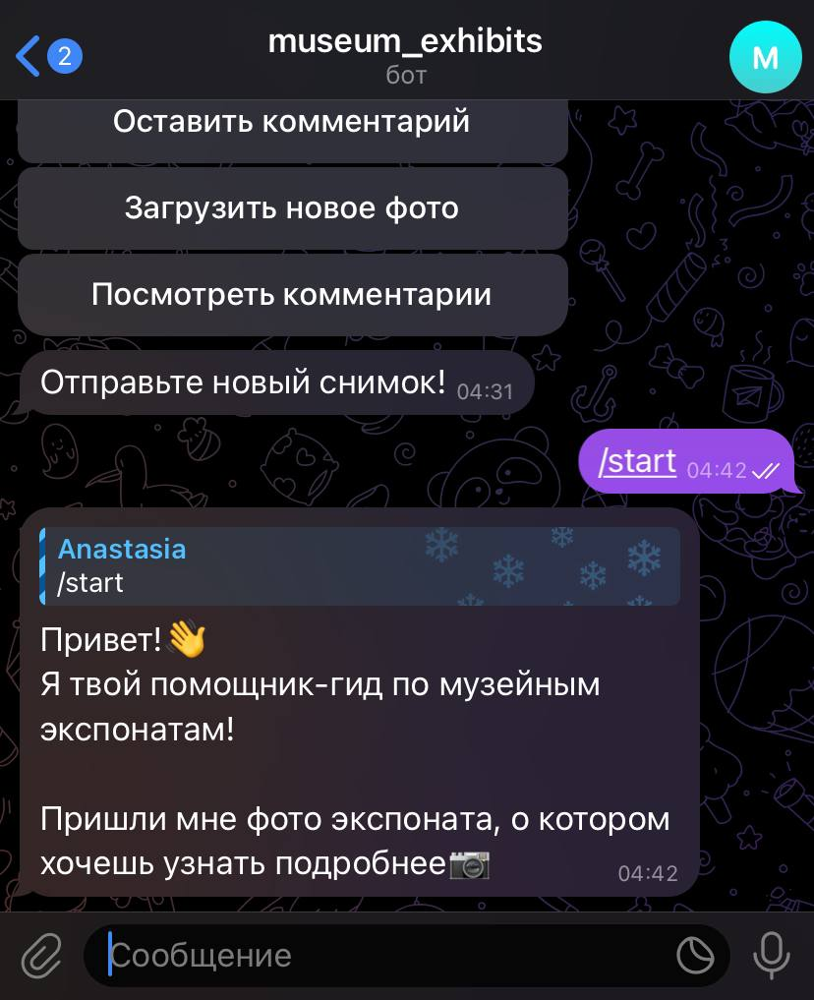 2
museum_exhibits
бот
М
Оставить комментарий
Загрузить новое фото
Посмотреть комментарии
Отправьте новый снимок! 04:31
/start 04:42
Anastasia
/start
Привет!👋
Я твой помощник-гид по музейным
экспонатам!
Пришли мне фото экспоната, о котором
хочешь узнать подробнее📷 04:42
Сообщение